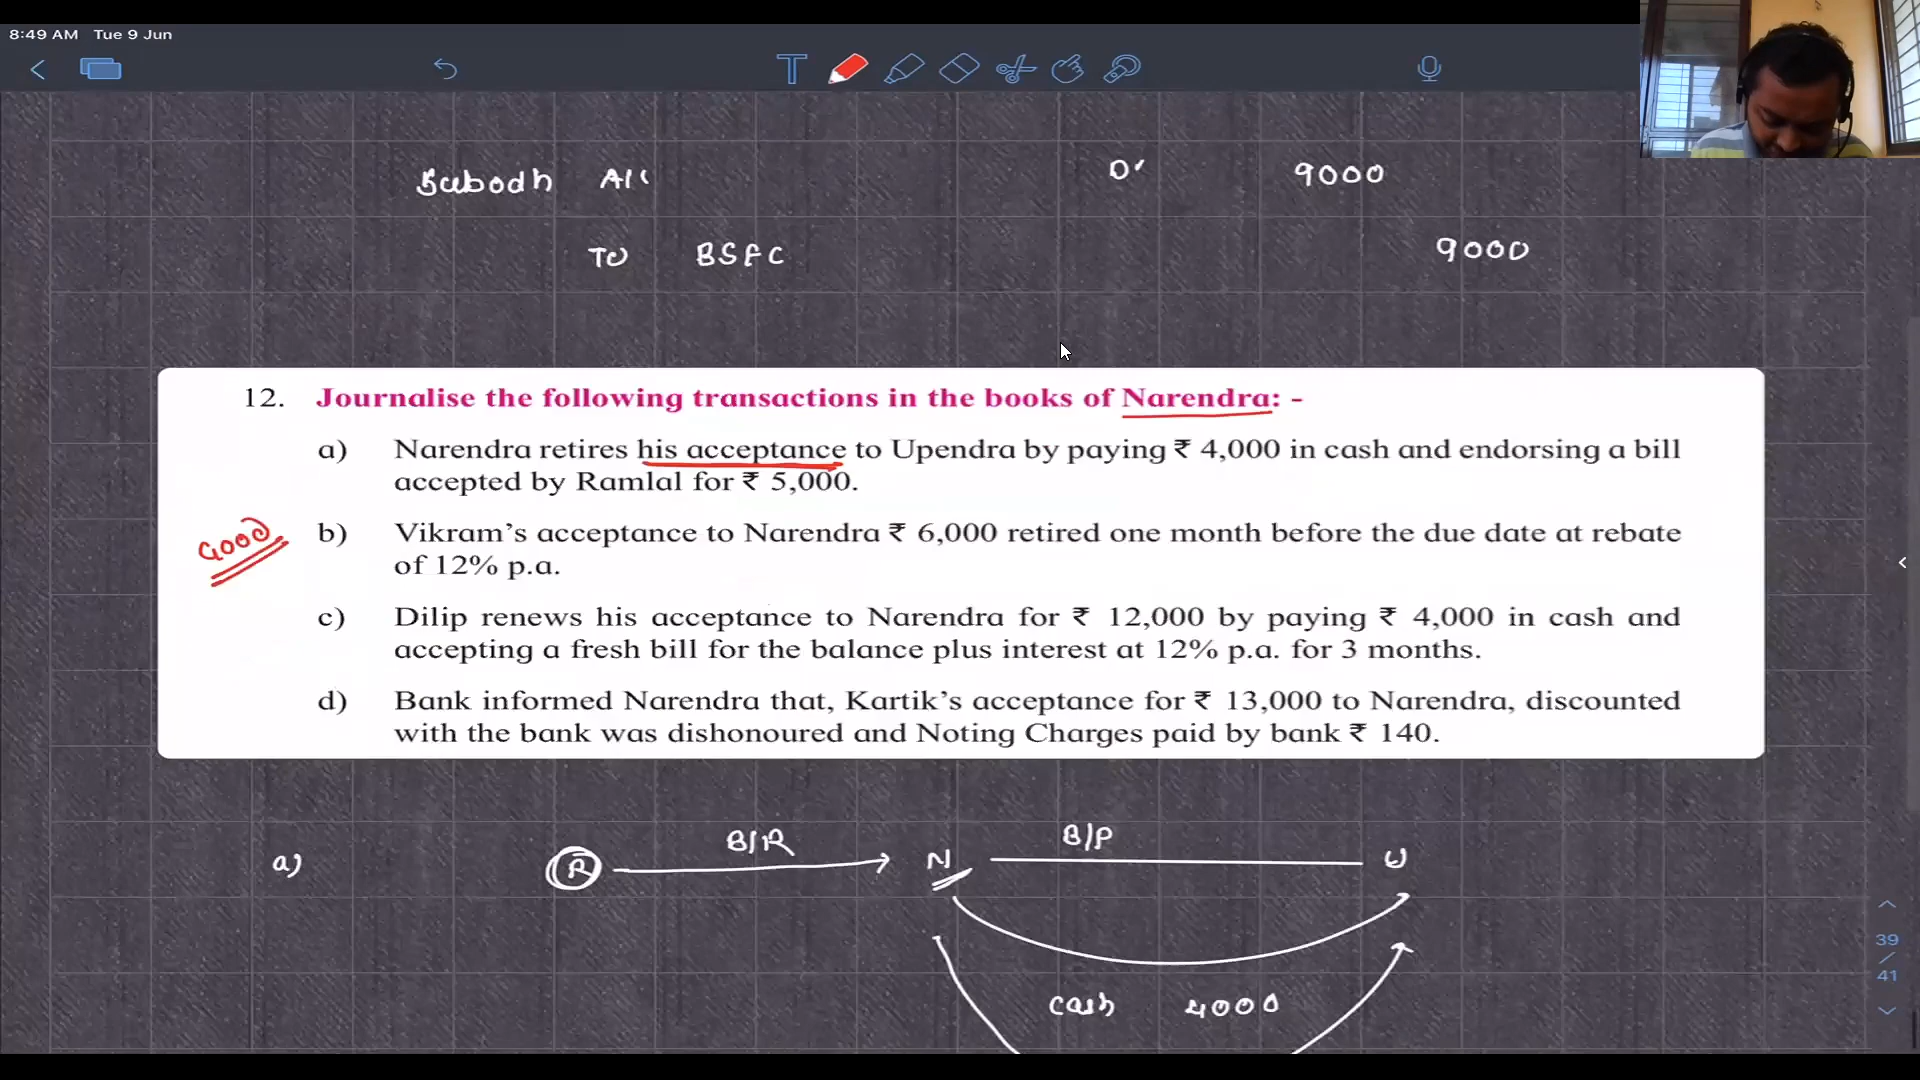 8:49 AM Tue 9 Jun
Subodh A/c Dr 9000
To BSFC 9000
12. Journalise the following transactions in the books of Narendra: -
a) Narendra retires his acceptance to Upendra by paying ₹ 4,000 in cash and endorsing a bill
accepted by Ramlal for ₹ 5,000.
Good
b) Vikram's acceptance to Narendra ₹ 6,000 retired one month before the due date at rebate
of 12% p.a.
c) Dilip renews his acceptance to Narendra for ₹ 12,000 by paying ₹ 4,000 in cash and
accepting a fresh bill for the balance plus interest at 12% p.a. for 3 months.
d) Bank informed Narendra that, Kartik's acceptance for ₹ 13,000 to Narendra, discounted
with the bank was dishonoured and Noting Charges paid by bank ₹ 140.
a) R B/R N B/P U
cash 4000
39
/
41